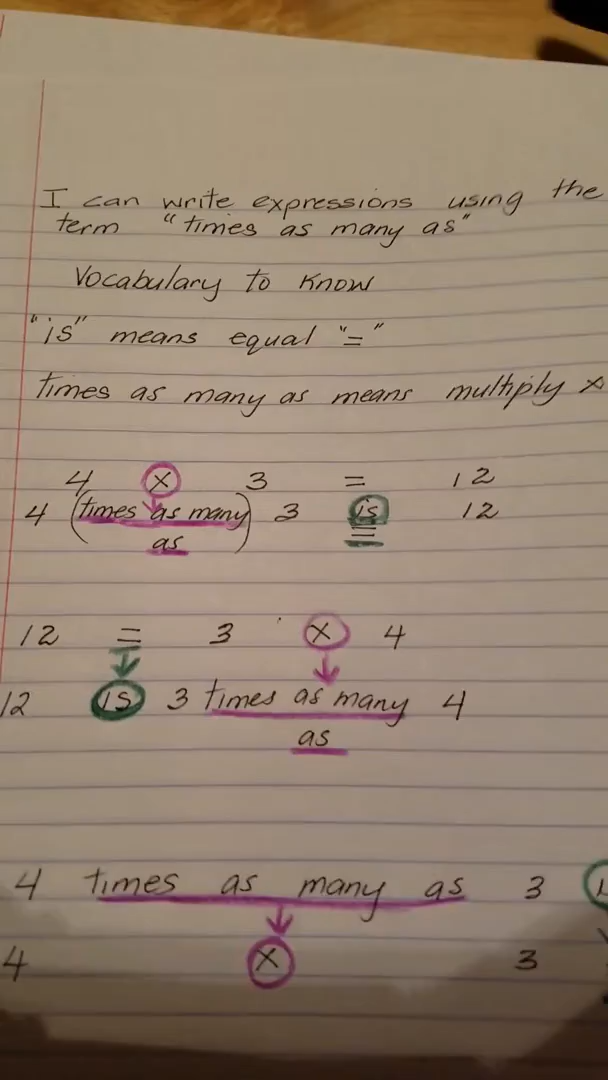 I can write expressions using the
term "times as many as"
Vocabulary to know
"is" means equal "="
times as many as means multiply x
4 x 3 = 12
4 (times as many) 3 is 12
as =
12 = 3 x 4
12 is 3 times as many 4
as
4 times as many as 3
4 x 3